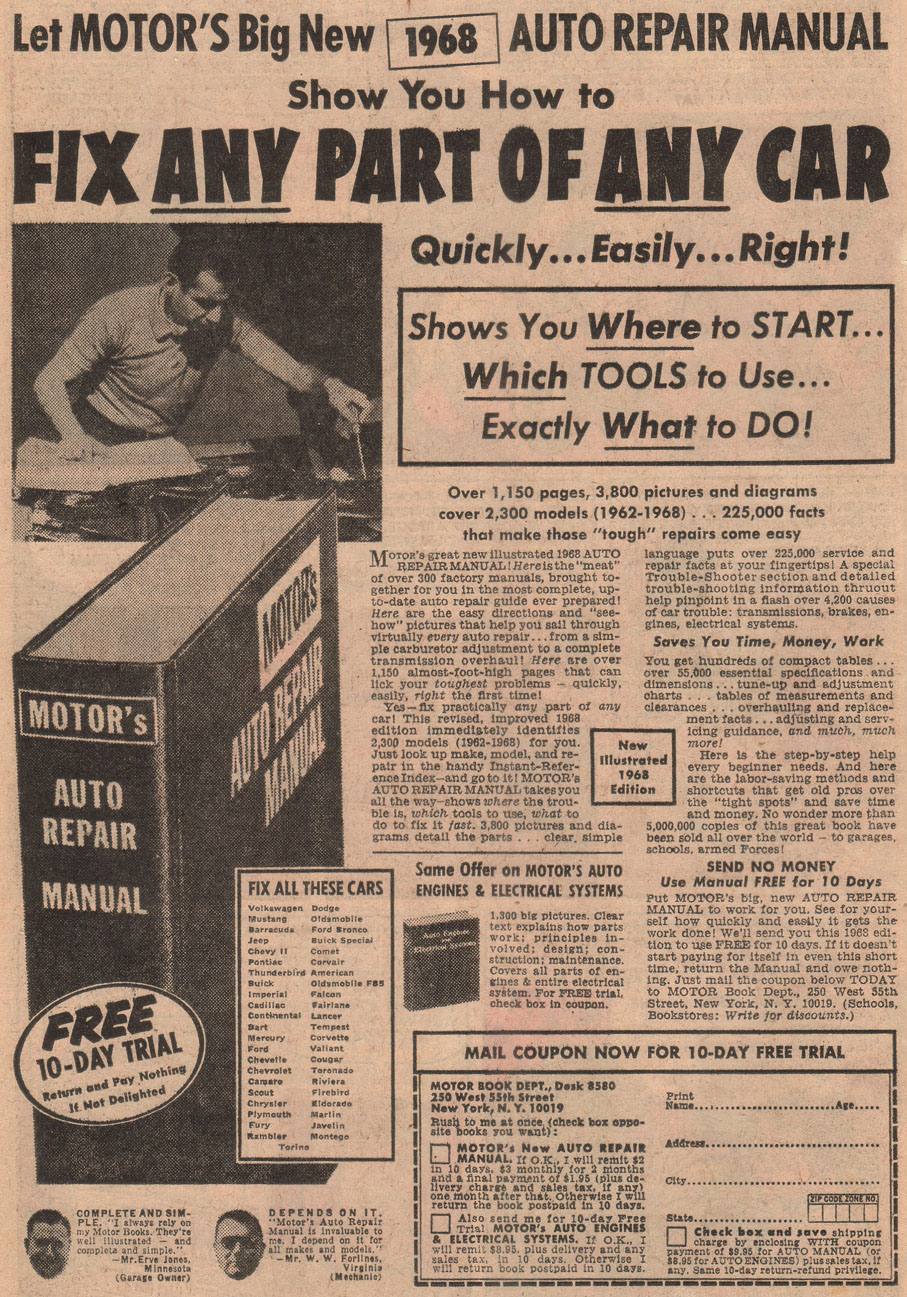 Let MOTOR'S Big New 1968 AUTO REPAIR MANUAL
Show You How to
FIX ANY PART OF ANY CAR
Quickly...Easily...Right!
Shows You Where to START...
Which TOOLS to Use...
Exactly What to DO!
Over 1,150 pages, 3,800 pictures and diagrams
cover 2,300 models (1962-1968) . . . 225,000 facts
that make those "tough" repairs come easy
MOTOR'S great new illustrated 1968 AUTO
REPAIR MANUAL! Here is the "meat"
of over 300 factory manuals, brought to-
gether for you in the most complete, up-
to-date auto repair guide ever prepared!
Here are the easy directions and "see-
how" pictures that help you sail through
virtually every auto repair...from a sim-
ple carburetor adjustment to a complete
transmission overhaul! Here are over
1,150 almost-foot-high pages that can
lick your toughest problems — quickly,
easily, right the first time!
Yes—fix practically any part of any
car! This revised, improved 1968
edition immediately identifies
2,300 models (1962-1968) for you.
Just look up make, model, and re-
pair in the handy Instant-Refer-
ence Index—and go to it! MOTOR's
AUTO REPAIR MANUAL takes you
all the way—shows where the trou-
ble is, which tools to use, what to
do to fix it fast. 3,800 pictures and dia-
grams detail the parts . . . clear, simple
language puts over 225,000 service and
repair facts at your fingertips! A special
Trouble-Shooter section and detailed
trouble-shooting information thruout
help pinpoint in a flash over 4,200 causes
of car trouble: transmissions, brakes, en-
gines, electrical systems.
Saves You Time, Money, Work
You get hundreds of compact tables . . .
over 55,000 essential specifications and
dimensions . . . tune-up and adjustment
charts . . . tables of measurements and
clearances . . . overhauling and replace-
ment facts . . . adjusting and serv-
icing guidance, and much, much
more!
Here is the step-by-step help
every beginner needs. And here
are the labor-saving methods and
shortcuts that get old pros over
the "tight spots" and save time
and money. No wonder more than
5,000,000 copies of this great book have
been sold all over the world — to garages,
schools, armed Forces!
New
Illustrated
1968
Edition
SEND NO MONEY
Use Manual FREE for 10 Days
Put MOTOR's big, new AUTO REPAIR
MANUAL to work for you. See for your-
self how quickly and easily it gets the
work done! We'll send you this 1968 edi-
tion to use FREE for 10 days. If it doesn't
start paying for itself in even this short
time, return the Manual and owe noth-
ing. Just mail the coupon below TODAY
to MOTOR Book Dept., 250 West 55th
Street, New York, N. Y. 10019. (Schools,
Bookstores: Write for discounts.)
Same Offer on MOTOR'S AUTO
ENGINES & ELECTRICAL SYSTEMS
Auto Engines
and
Electrical Systems
1,300 big pictures. Clear
text explains how parts
work; principles in-
volved; design; con-
struction; maintenance.
Covers all parts of en-
gines & entire electrical
system. For FREE trial,
check box in coupon.
MOTOR's
AUTO REPAIR
MANUAL
MOTOR's
AUTO
REPAIR
MANUAL
FREE
10-DAY TRIAL
Return and Pay Nothing
If Not Delighted
FIX ALL THESE CARS
Volkswagen Dodge
Mustang Oldsmobile
Barracuda Ford Bronco
Jeep Buick Special
Chevy II Comet
Pontiac Corvair
Thunderbird American
Buick Oldsmobile F85
Imperial Falcon
Cadillac Fairlane
Continental Lancer
Dart Tempest
Mercury Corvette
Ford Valiant
Chevelle Cougar
Chevrolet Toronado
Camaro Riviera
Scout Firebird
Chrysler Eldorado
Plymouth Marlin
Fury Javelin
Rambler Montego
Torino
COMPLETE AND SIM-
PLE. "I always rely on
my Motor Books. They're
well illustrated — and
complete and simple."
—Mr. Erve Jones,
Minnesota
(Garage Owner)
DEPENDS ON IT.
"Motor's Auto Repair
Manual is invaluable to
me. I depend on it for
all makes and models."
—Mr. W. W. Forlines,
Virginia
(Mechanic)
MAIL COUPON NOW FOR 10-DAY FREE TRIAL
MOTOR BOOK DEPT., Desk 8580
250 West 55th Street
New York, N. Y. 10019
Rush to me at once (check box oppo-
site books you want):
MOTOR's New AUTO REPAIR
MANUAL. If O.K., I will remit $2
in 10 days, $3 monthly for 2 months
and a final payment of $1.95 (plus de-
livery charge and sales tax, if any)
one month after that. Otherwise I will
return the book postpaid in 10 days.
Also send me for 10-day Free
Trial MOTOR's AUTO ENGINES
& ELECTRICAL SYSTEMS. If O.K., I
will remit $8.95, plus delivery and any
sales tax, in 10 days. Otherwise I
will return book postpaid in 10 days.
Print
Name..............................Age.....
Address..............................
City..............................
ZIP CODE ZONE NO.
State....................
Check box and save shipping
charge by enclosing WITH coupon
payment of $9.95 for AUTO MANUAL (or
$8.95 for AUTO ENGINES) plus sales tax, if
any. Same 10-day return-refund privilege.